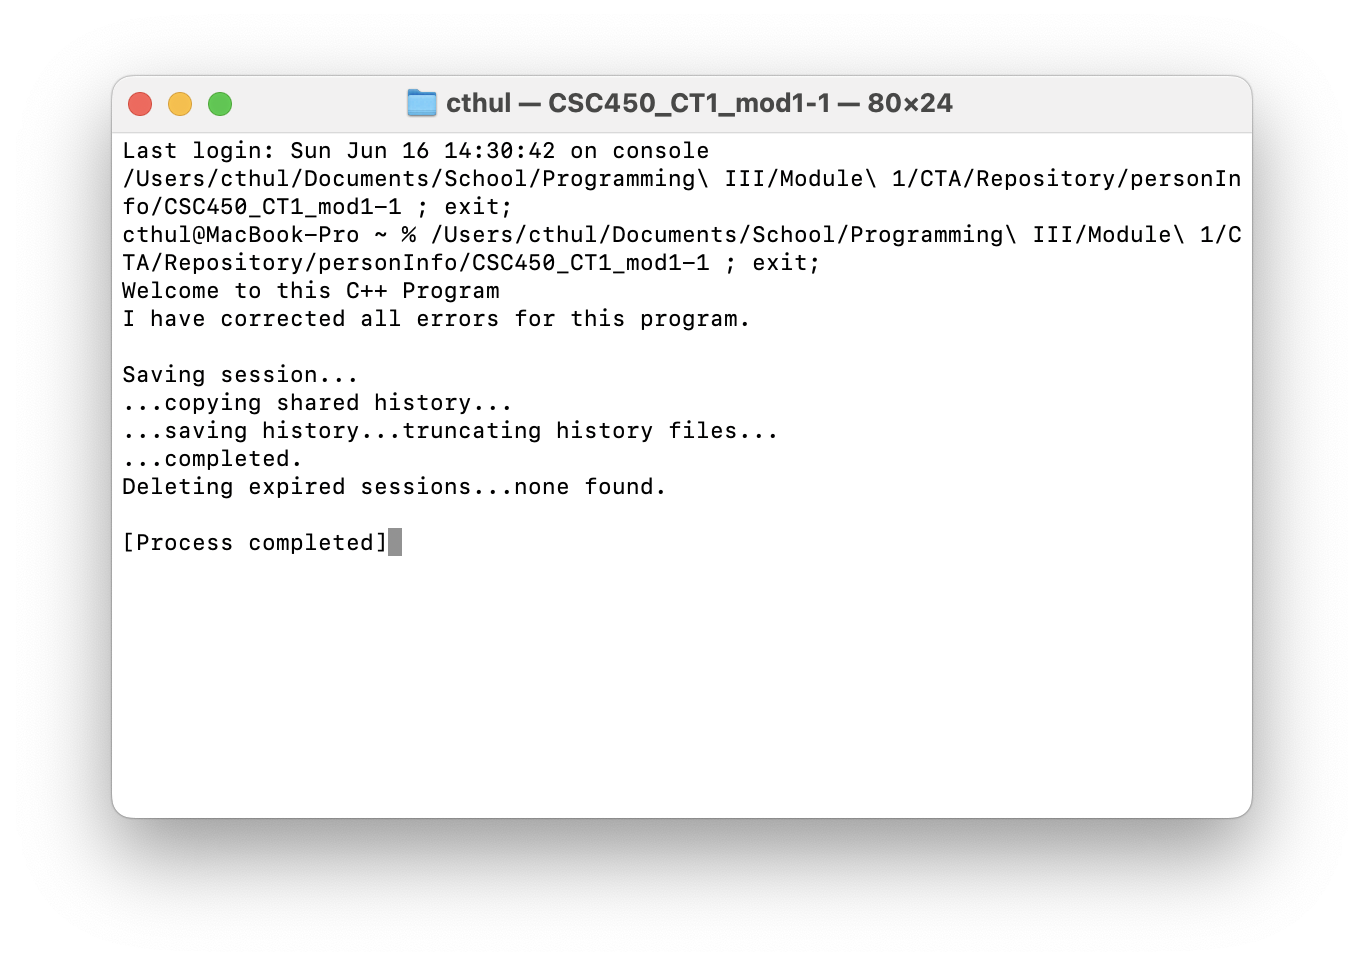 cthul — CSC450_CT1_mod1-1 — 80×24
Last login: Sun Jun 16 14:30:42 on console
/Users/cthul/Documents/School/Programming\ III/Module\ 1/CTA/Repository/personIn
fo/CSC450_CT1_mod1-1 ; exit;
cthul@MacBook-Pro ~ % /Users/cthul/Documents/School/Programming\ III/Module\ 1/C
TA/Repository/personInfo/CSC450_CT1_mod1-1 ; exit;
Welcome to this C++ Program
I have corrected all errors for this program.
Saving session...
...copying shared history...
...saving history...truncating history files...
...completed.
Deleting expired sessions...none found.
[Process completed]